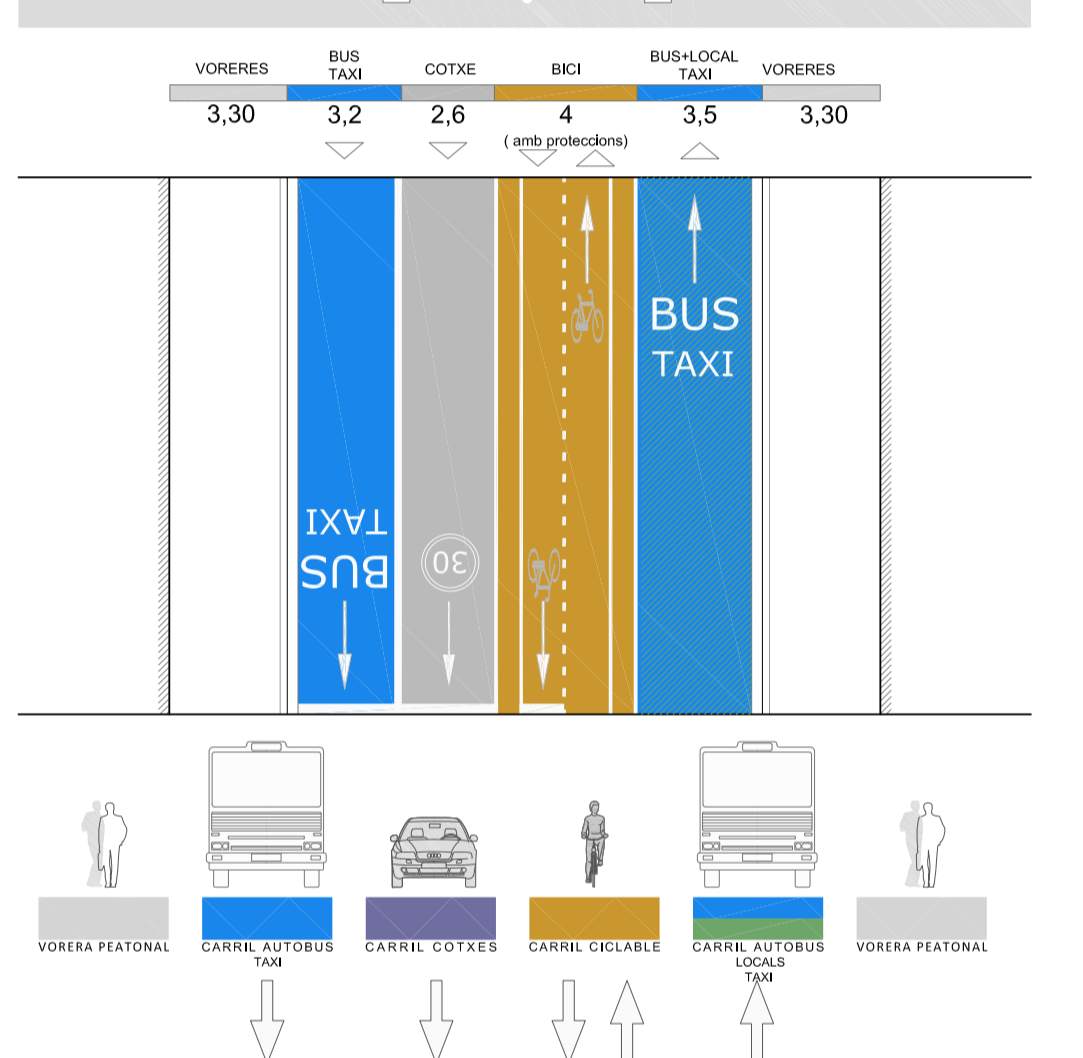 VORERES
BUS
TAXI
COTXE
BICI
BUS+LOCAL
TAXI
VORERES
3,30
3,2
2,6
4
3,5
3,30
( amb proteccions)
BUS
TAXI
TAXI
BUS
30
VORERA PEATONAL
CARRIL AUTOBUS
TAXI
CARRIL COTXES
CARRIL CICLABLE
CARRIL AUTOBUS
LOCALS
TAXI
VORERA PEATONAL